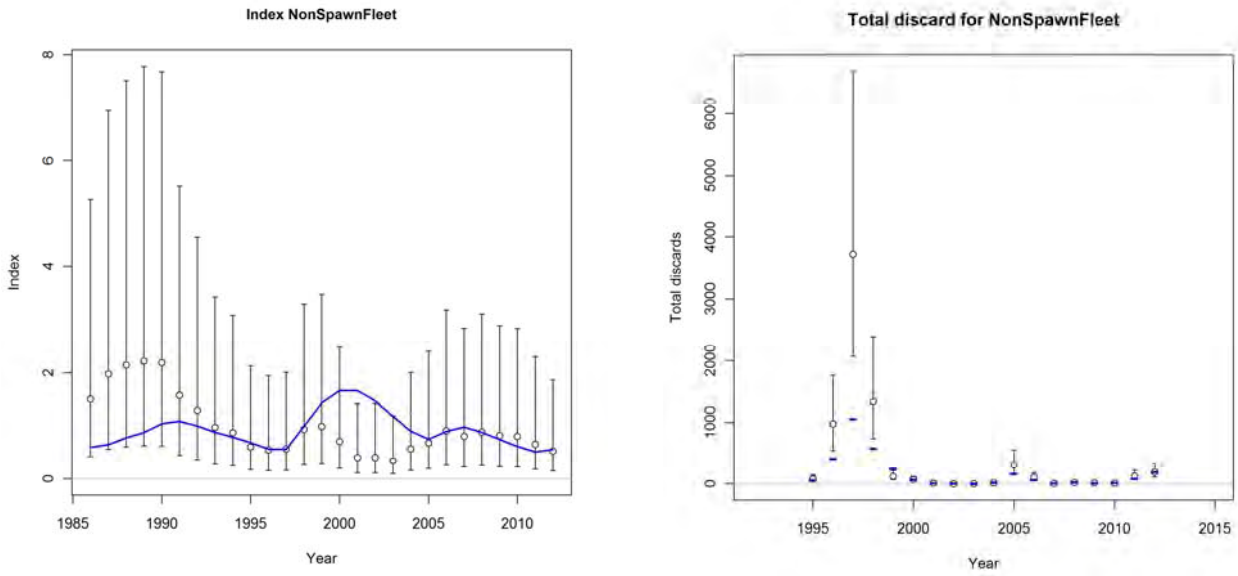 Index NonSpawnFleet
Index
8
6
4
2
0
1985 1990 1995 2000 2005 2010
Year
Total discard for NonSpawnFleet
Total discards
6000
5000
4000
3000
2000
1000
0
1995 2000 2005 2010 2015
Year